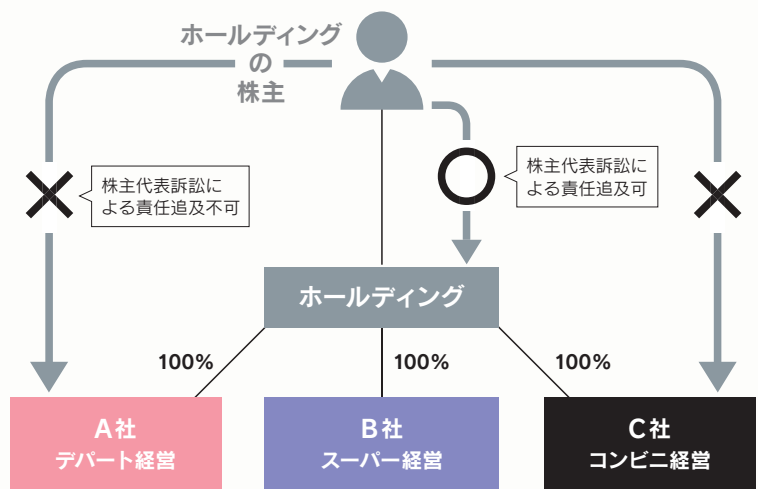 ホールディング
の
株主
株主代表訴訟に
よる責任追及不可
株主代表訴訟に
よる責任追及可
ホールディング
100%
100%
100%
A社
デパート経営
B社
スーパー経営
C社
コンビニ経営